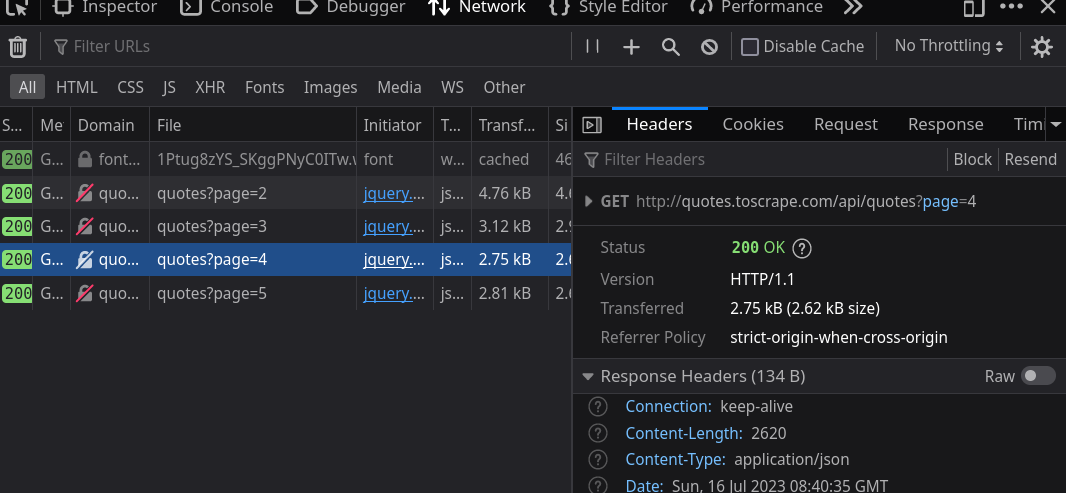 Inspector Console Debugger Network Style Editor Performance
Filter URLs Disable Cache No Throttling
All HTML CSS JS XHR Fonts Images Media WS Other
S... Me Domain File Initiator T... Transf... Si
200 G... font... 1Ptug8zYS_SKggPNyC0ITw.w font w... cached 46
200 G... quo... quotes?page=2 jquery.... js... 4.76 kB 4.6
200 G... quo... quotes?page=3 jquery.... js... 3.12 kB 2.9
200 G... quo... quotes?page=4 jquery.... js... 2.75 kB 2.6
200 G... quo... quotes?page=5 jquery.... js... 2.81 kB 2.6
Headers Cookies Request Response Timi
Filter Headers Block Resend
GET http://quotes.toscrape.com/api/quotes?page=4
Status 200 OK ?
Version HTTP/1.1
Transferred 2.75 kB (2.62 kB size)
Referrer Policy strict-origin-when-cross-origin
Response Headers (134 B) Raw
? Connection: keep-alive
? Content-Length: 2620
? Content-Type: application/json
? Date: Sun, 16 Jul 2023 08:40:35 GMT